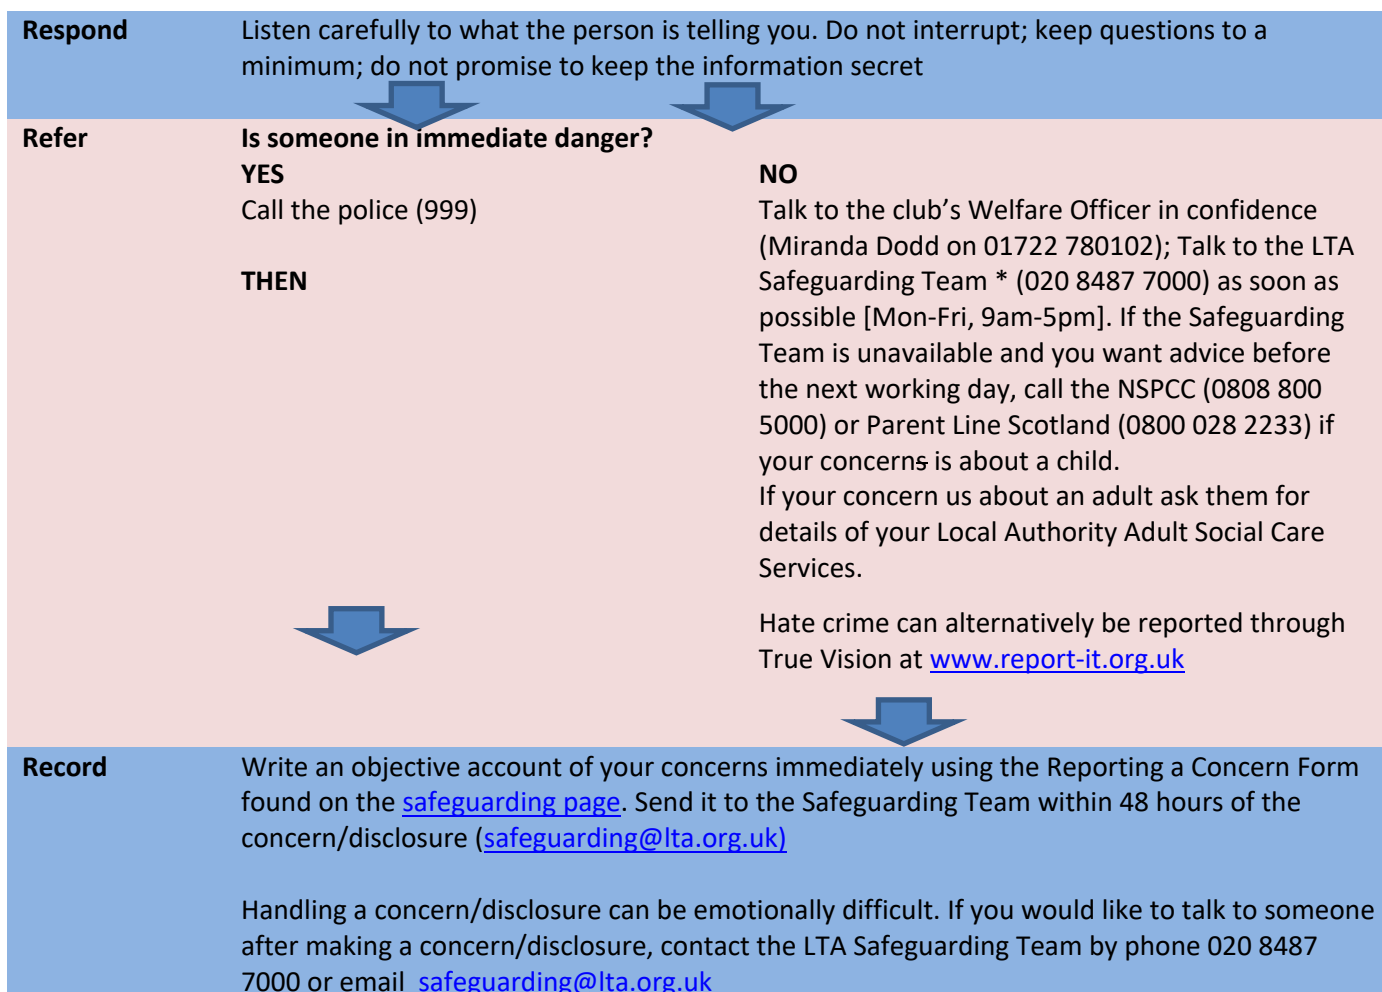 Respond
Listen carefully to what the person is telling you. Do not interrupt; keep questions to a
minimum; do not promise to keep the information secret
Refer
Is someone in immediate danger?
YES
Call the police (999)
THEN
NO
Talk to the club’s Welfare Officer in confidence
(Miranda Dodd on 01722 780102); Talk to the LTA
Safeguarding Team * (020 8487 7000) as soon as
possible [Mon-Fri, 9am-5pm]. If the Safeguarding
Team is unavailable and you want advice before
the next working day, call the NSPCC (0808 800
5000) or Parent Line Scotland (0800 028 2233) if
your concerns is about a child.
If your concern us about an adult ask them for
details of your Local Authority Adult Social Care
Services.
Hate crime can alternatively be reported through
True Vision at www.report-it.org.uk
Record
Write an objective account of your concerns immediately using the Reporting a Concern Form
found on the safeguarding page. Send it to the Safeguarding Team within 48 hours of the
concern/disclosure (safeguarding@lta.org.uk)
Handling a concern/disclosure can be emotionally difficult. If you would like to talk to someone
after making a concern/disclosure, contact the LTA Safeguarding Team by phone 020 8487
7000 or email safeguarding@lta.org.uk